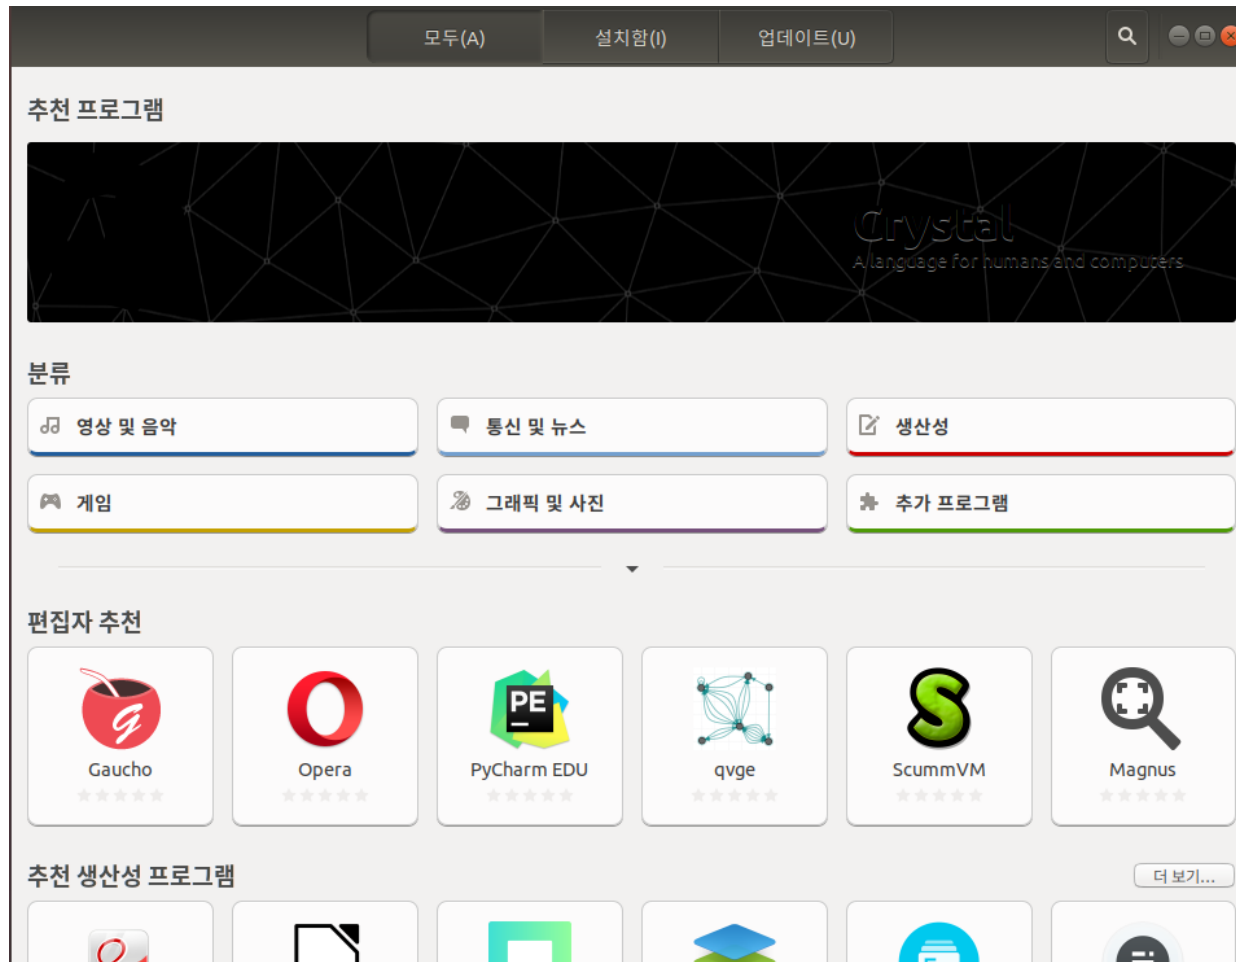 모두(A) 설치함(I) 업데이트(U)
추천 프로그램
Crystal
A language for humans and computers
분류
영상 및 음악 통신 및 뉴스 생산성
게임 그래픽 및 사진 추가 프로그램
편집자 추천
PE
Gaucho Opera PyCharm EDU qvge ScummVM Magnus
추천 생산성 프로그램 더 보기...